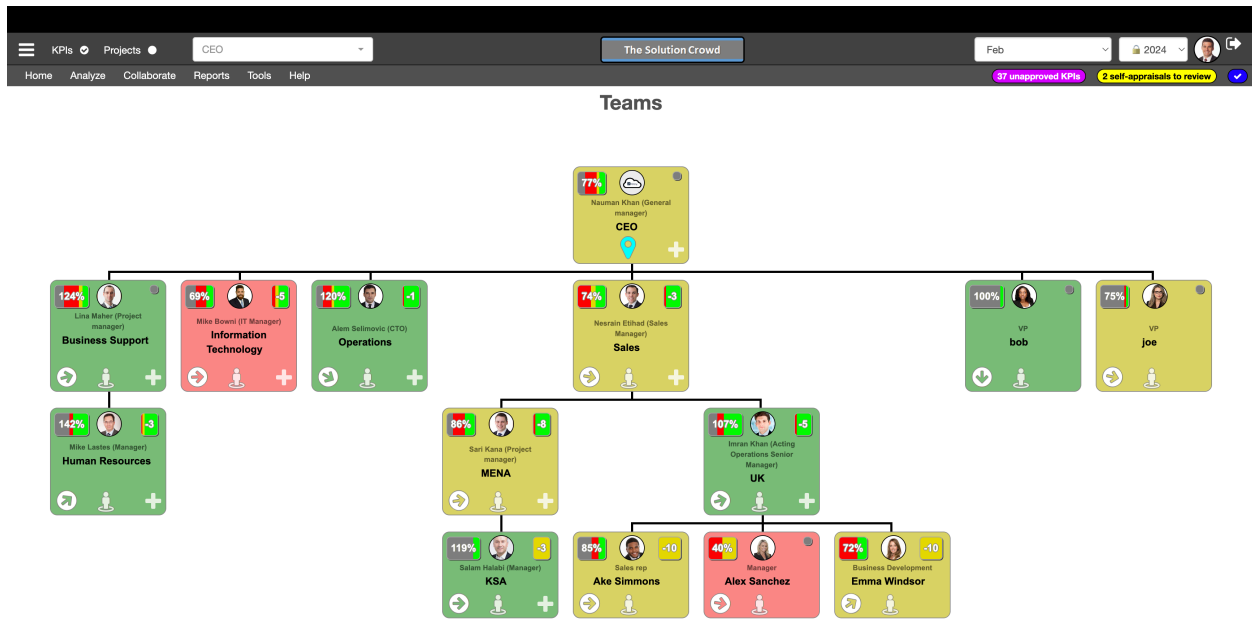 KPIs Projects CEO The Solution Crowd Feb 2024
Home Analyze Collaborate Reports Tools Help 37 unapproved KPIs 2 self-appraisals to review
Teams
77%
Nauman Khan (General
manager)
CEO
124%
Lina Maher (Project
manager)
Business Support
69% -5
Mike Bowni (IT Manager)
Information
Technology
120% -1
Alem Selimovic (CTO)
Operations
74% -3
Nesrain Etihad (Sales
Manager)
Sales
100%
VP
bob
75%
VP
joe
142% -3
Mike Lastes (Manager)
Human Resources
86% -8
Sari Kana (Project
manager)
MENA
107% -5
Imran Khan (Acting
Operations Senior
Manager)
UK
119% -3
Salam Halabi (Manager)
KSA
85% -10
Sales rep
Ake Simmons
40%
Manager
Alex Sanchez
72% -10
Business Development
Emma Windsor